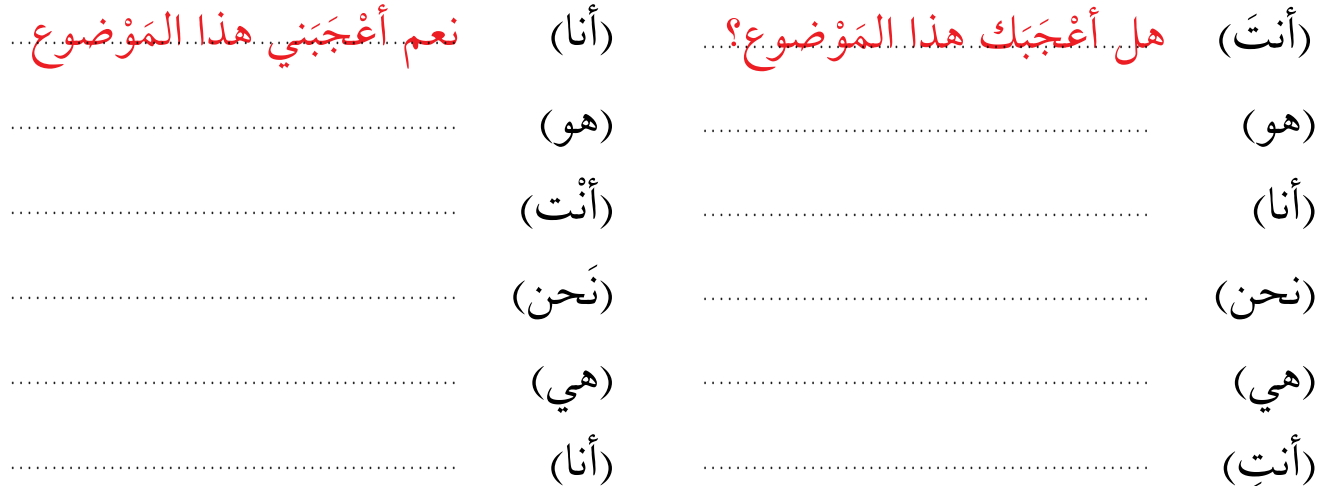 (أنتَ) هل أعْجَبَك هذا المَوْضوع؟ (أنا) نعم أعْجَبَني هذا المَوْضوع
(هو) ........................ (هو) ........................
(أنا) ........................ (أنْت) ........................
(نحن) ........................ (نَحن) ........................
(هي) ........................ (هي) ........................
(أنتِ) ........................ (أنا) ........................